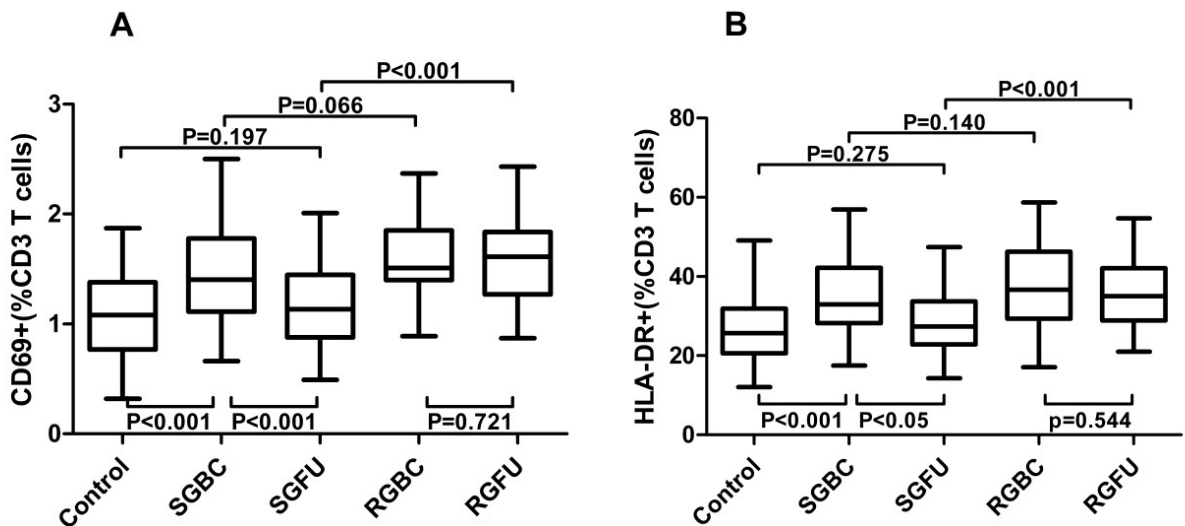 A
P<0.001
P=0.066
P=0.197
3
2
1
0
CD69+(%CD3 T cells)
P<0.001
P<0.001
P=0.721
Control
SGBC
SGFU
RGBC
RGFU
B
P<0.001
P=0.140
P=0.275
80
60
40
20
0
HLA-DR+(%CD3 T cells)
P<0.001
P<0.05
p=0.544
Control
SGBC
SGFU
RGBC
RGFU